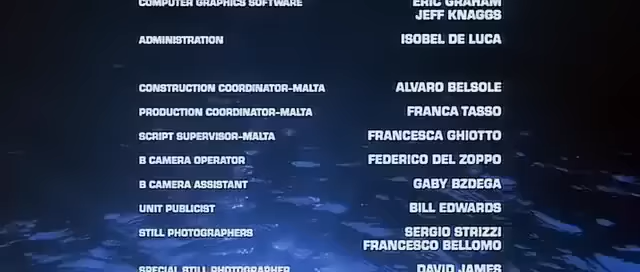 COMPUTER GRAPHICS SOFTWARE ERIC GRAHAM
JEFF KNAGGS
ADMINISTRATION ISOBEL DE LUCA
CONSTRUCTION COORDINATOR-MALTA ALVARO BELSOLE
PRODUCTION COORDINATOR-MALTA FRANCA TASSO
SCRIPT SUPERVISOR-MALTA FRANCESCA GHIOTTO
B CAMERA OPERATOR FEDERICO DEL ZOPPO
B CAMERA ASSISTANT GABY BZDEGA
UNIT PUBLICIST BILL EDWARDS
STILL PHOTOGRAPHERS SERGIO STRIZZI
FRANCESCO BELLOMO
SPECIAL STILL PHOTOGRAPHER DAVID JAMES